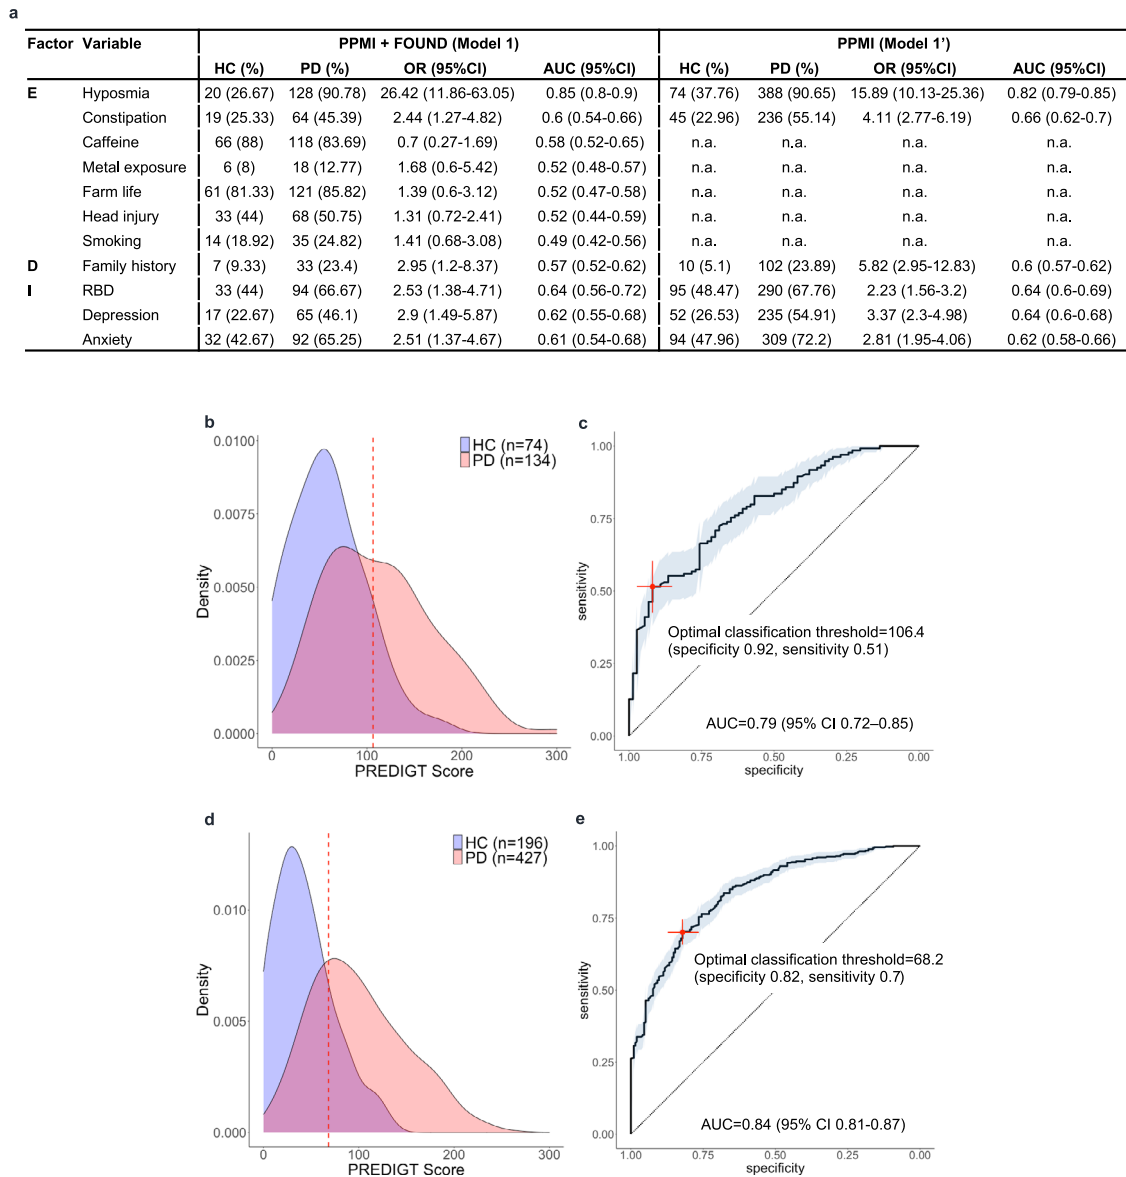 a
Factor Variable PPMI + FOUND (Model 1) PPMI (Model 1’)
HC (%) PD (%) OR (95%CI) AUC (95%CI) HC (%) PD (%) OR (95%CI) AUC (95%CI)
E Hyposmia 20 (26.67) 128 (90.78) 26.42 (11.86-63.05) 0.85 (0.8-0.9) 74 (37.76) 388 (90.65) 15.89 (10.13-25.36) 0.82 (0.79-0.85)
Constipation 19 (25.33) 64 (45.39) 2.44 (1.27-4.82) 0.6 (0.54-0.66) 45 (22.96) 236 (55.14) 4.11 (2.77-6.19) 0.66 (0.62-0.7)
Caffeine 66 (88) 118 (83.69) 0.7 (0.27-1.69) 0.58 (0.52-0.65) n.a. n.a. n.a. n.a.
Metal exposure 6 (8) 18 (12.77) 1.68 (0.6-5.42) 0.52 (0.48-0.57) n.a. n.a. n.a. n.a.
Farm life 61 (81.33) 121 (85.82) 1.39 (0.6-3.12) 0.52 (0.47-0.58) n.a. n.a. n.a. n.a.
Head injury 33 (44) 68 (50.75) 1.31 (0.72-2.41) 0.52 (0.44-0.59) n.a. n.a. n.a. n.a.
Smoking 14 (18.92) 35 (24.82) 1.41 (0.68-3.08) 0.49 (0.42-0.56) n.a. n.a. n.a. n.a.
D Family history 7 (9.33) 33 (23.4) 2.95 (1.2-8.37) 0.57 (0.52-0.62) 10 (5.1) 102 (23.89) 5.82 (2.95-12.83) 0.6 (0.57-0.62)
I RBD 33 (44) 94 (66.67) 2.53 (1.38-4.71) 0.64 (0.56-0.72) 95 (48.47) 290 (67.76) 2.23 (1.56-3.2) 0.64 (0.6-0.69)
Depression 17 (22.67) 65 (46.1) 2.9 (1.49-5.87) 0.62 (0.55-0.68) 52 (26.53) 235 (54.91) 3.37 (2.3-4.98) 0.64 (0.6-0.68)
Anxiety 32 (42.67) 92 (65.25) 2.51 (1.37-4.67) 0.61 (0.54-0.68) 94 (47.96) 309 (72.2) 2.81 (1.95-4.06) 0.62 (0.58-0.66)
b
HC (n=74)
PD (n=134)
0.0100
0.0075
0.0050
0.0025
0.0000
Density
0 100 200 300
PREDIGT Score
c
1.00
0.75
0.50
0.25
0.00
sensitivity
Optimal classification threshold=106.4
(specificity 0.92, sensitivity 0.51)
AUC=0.79 (95% CI 0.72–0.85)
1.00 0.75 0.50 0.25 0.00
specificity
d
HC (n=196)
PD (n=427)
0.010
0.005
0.000
Density
0 100 200 300
PREDIGT Score
e
1.00
0.75
0.50
0.25
0.00
sensitivity
Optimal classification threshold=68.2
(specificity 0.82, sensitivity 0.7)
AUC=0.84 (95% CI 0.81-0.87)
1.00 0.75 0.50 0.25 0.00
specificity